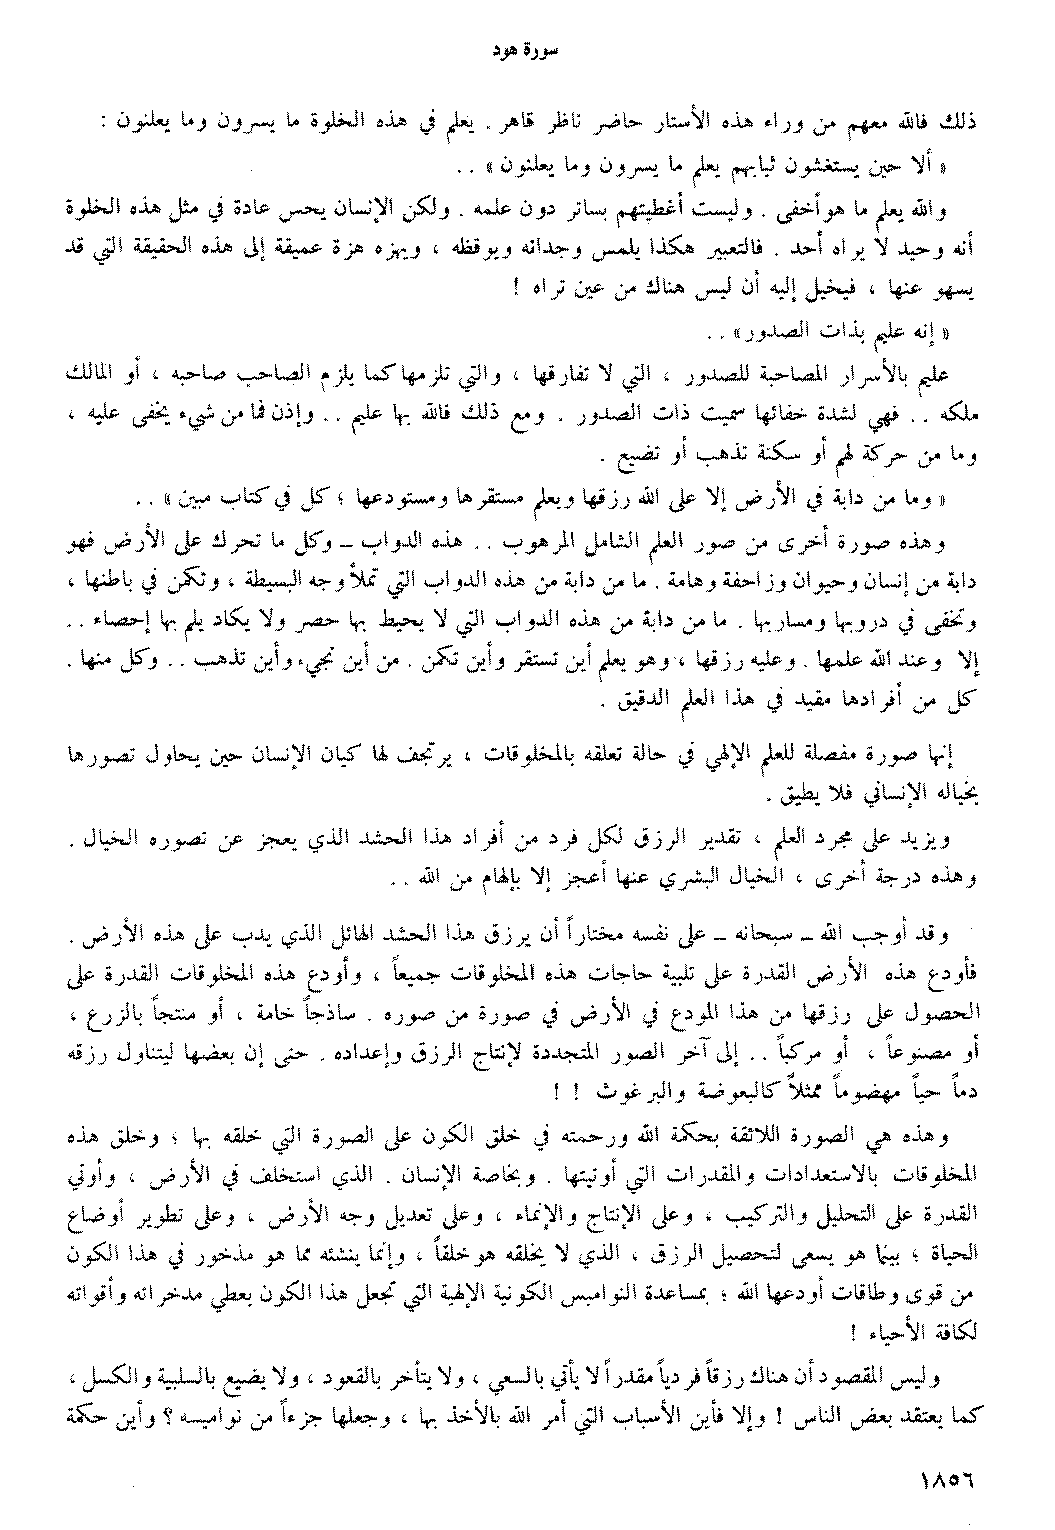 سورة هود
ذلك فالله معهم من وراء هذه الأستار حاضر ناظر قاهر . يعلم في هذه الخلوة ما يسرون وما يعلنون :
« ألا حين يستغشون ثيابهم يعلم ما يسرون وما يعلنون » . .
والله يعلم ما هو أخفى . وليست أغطيتهم بساتر دون علمه . ولكن الإنسان يحس عادة في مثل هذه الخلوة
أنه وحيد لا يراه أحد . فالتعبير هكذا يلمس وجدانه ويوقظه ، ويهزه هزة عميقة إلى هذه الحقيقة التي قد
يسهو عنها ، فيخيل إليه أن ليس هناك من عين تراه !
« إنه عليم بذات الصدور» . .
عليم بالأسرار المصاحبة للصدور ، التي لا تفارقها ، والتي تلزمها كما يلزم الصاحب صاحبه ، أو المالك
ملكه . . فهي لشدة خفائها سميت ذات الصدور . ومع ذلك فالله بها عليم . . وإذن فما من شيء يخفى عليه ،
وما من حركة لهم أو سكنة تذهب أو تضيع .
« وما من دابة في الأرض إلا على الله رزقها ويعلم مستقرها ومستودعها ؛ كل في كتاب مبين » . .
وهذه صورة أخرى من صور العلم الشامل المرهوب . . هذه الدواب – وكل ما تحرك على الأرض فهو
دابة من إنسان وحيوان وزاحفة وهامة . ما من دابة من هذه الدواب التي تملأ وجه البسيطة ، وتكمن في باطنها ،
وتخفى في دروبها ومساربها . ما من دابة من هذه الدواب التي لا يحيط بها حصر ولا يكاد يلم بها إحصاء . .
إلا وعند الله علمها . وعليه رزقها ، وهو يعلم أين تستقر وأين تكمن . من أين تجيء وأين تذهب . . وكل منها .
كل من أفرادها مقيد في هذا العلم الدقيق .
إنها صورة مفصلة للعلم الإلهي في حالة تعلقه بالمخلوقات ، يرتجف لها كيان الإنسان حين يحاول تصورها
بخياله الإنساني فلا يطيق .
ويزيد على مجرد العلم ، تقدير الرزق لكل فرد من أفراد هذا الحشد الذي يعجز عن تصوره الخيال .
وهذه درجة أخرى ، الخيال البشري عنها أعجز إلا بإلهام من الله . .
وقد أوجب الله – سبحانه – على نفسه مختاراً أن يرزق هذا الحشد الهائل الذي يدب على هذه الأرض .
فأودع هذه الأرض القدرة على تلبية حاجات هذه المخلوقات جميعاً ، وأودع هذه المخلوقات القدرة على
الحصول على رزقها من هذا المودع في الأرض في صورة من صوره . ساذجاً خامة ، أو منتجاً بالزرع ،
أو مصنوعاً ، أو مركباً . . إلى آخر الصور المتجددة لإنتاج الرزق وإعداده . حتى إن بعضها ليتناول رزقه
دماً حياً مهضوماً ممثلاً كالبعوضة والبرغوث ! !
وهذه هي الصورة اللائقة بحكمة الله ورحمته في خلق الكون على الصورة التي خلقه بها ؛ وخلق هذه
المخلوقات بالاستعدادات والمقدرات التي أوتيتها . وبخاصة الإنسان . الذي استخلف في الأرض ، وأوتي
القدرة على التحليل والتركيب ، وعلى الإنتاج والإنماء ، وعلى تعديل وجه الأرض ، وعلى تطوير أوضاع
الحياة ؛ بينما هو يسعى لتحصيل الرزق ، الذي لا يخلقه هو خلقاً ، وإنما ينشئه مما هو مذخور في هذا الكون
من قوى وطاقات أودعها الله ؛ بمساعدة النواميس الكونية الإلهية التي تجعل هذا الكون يعطي مدخراته وأقواته
لكافة الأحياء !
وليس المقصود أن هناك رزقاً فردياً مقدراً لا يأتي بالسعي ، ولا يتأخر بالقعود ، ولا يضيع بالسلبية والكسل ،
كما يعتقد بعض الناس ! وإلا فأين الأسباب التي أمر الله بالأخذ بها ، وجعلها جزءاً من نواميسه ؟ وأين حكمة
١٨٥٦